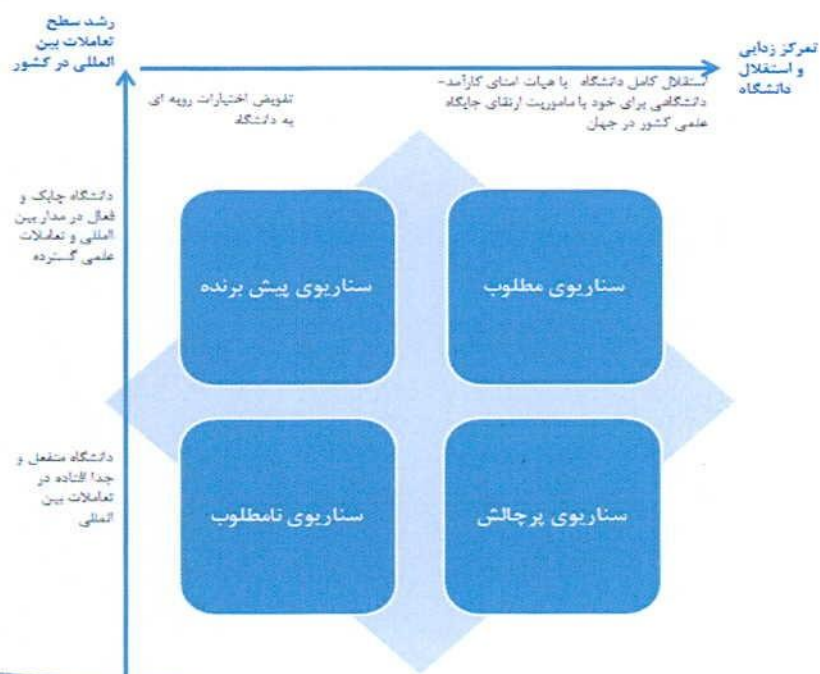 رشد سطح
تعاملات بین
المللی در کشور
تمرکز زدایی
و استقلال
دانشگاه
استقلال کامل دانشگاه با هیات امنای کارآمد-
دانشگاهی برای خود با ماموریت ارتقای جایگاه
علمی کشور در جهان
تفویض اختیارات رویه ای
به دانشگاه
دانشگاه چابک و
فعال در مدار بین
المللی و تعاملات
علمی گسترده
سناریوی مطلوب
سناریوی پیش برنده
دانشگاه منفعل و
جدا افتاده در
تعاملات بین
المللی
سناریوی پرچالش
سناریوی نامطلوب